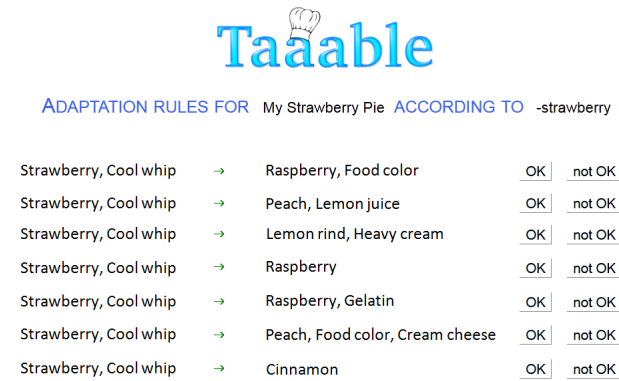 Taaable
ADAPTATION RULES FOR My Strawberry Pie ACCORDING TO -strawberry
Strawberry, Cool whip → Raspberry, Food color OK not OK
Strawberry, Cool whip → Peach, Lemon juice OK not OK
Strawberry, Cool whip → Lemon rind, Heavy cream OK not OK
Strawberry, Cool whip → Raspberry OK not OK
Strawberry, Cool whip → Raspberry, Gelatin OK not OK
Strawberry, Cool whip → Peach, Food color, Cream cheese OK not OK
Strawberry, Cool whip → Cinnamon OK not OK